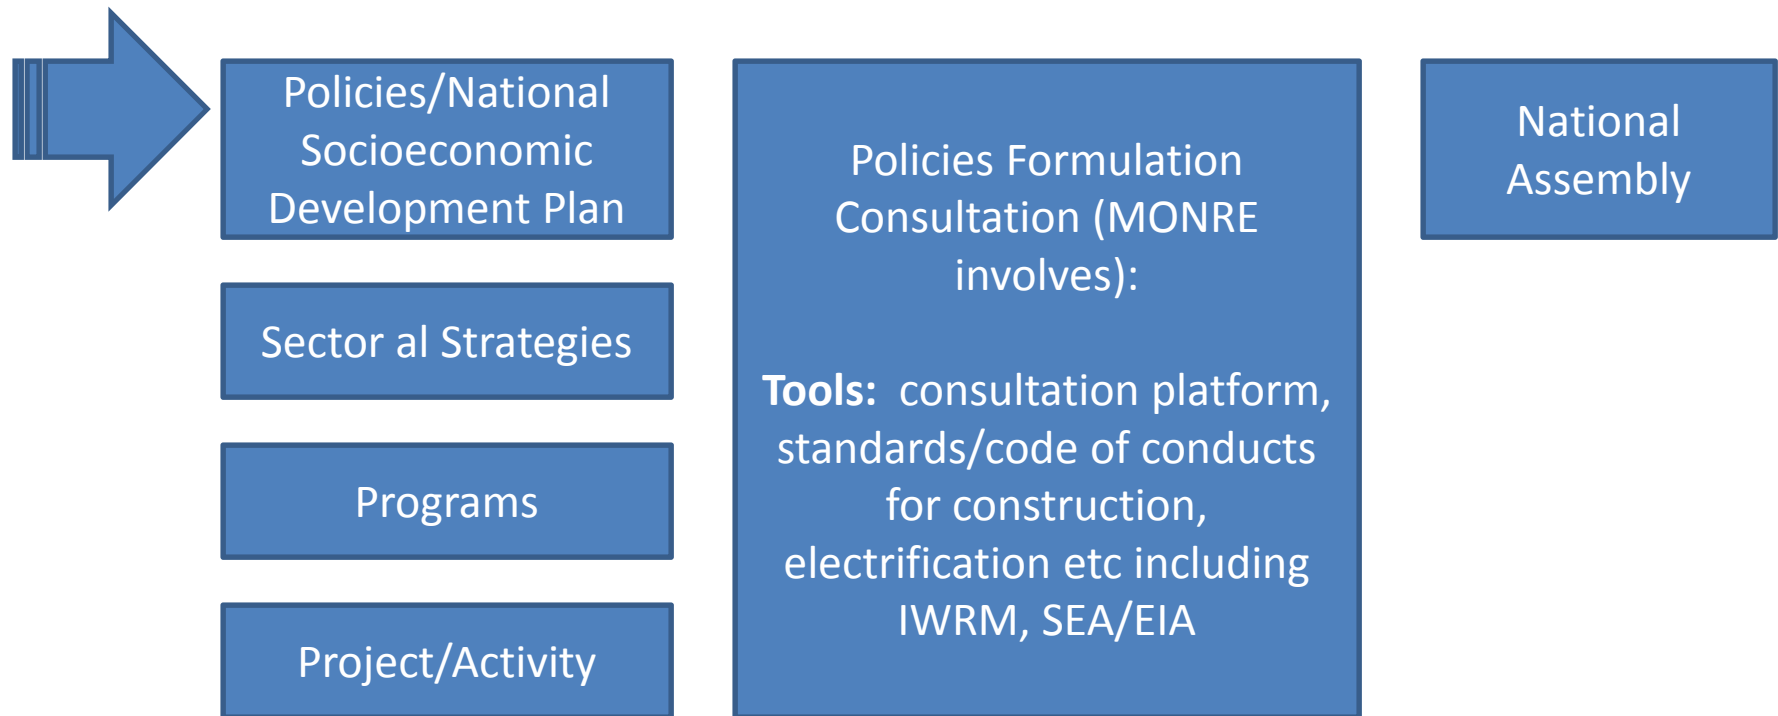 Policies/National
Socioeconomic
Development Plan
Sector al Strategies
Programs
Project/Activity
Policies Formulation
Consultation (MONRE
involves):
Tools:  consultation platform,
standards/code of conducts
for construction,
electrification etc including
IWRM, SEA/EIA
National
Assembly